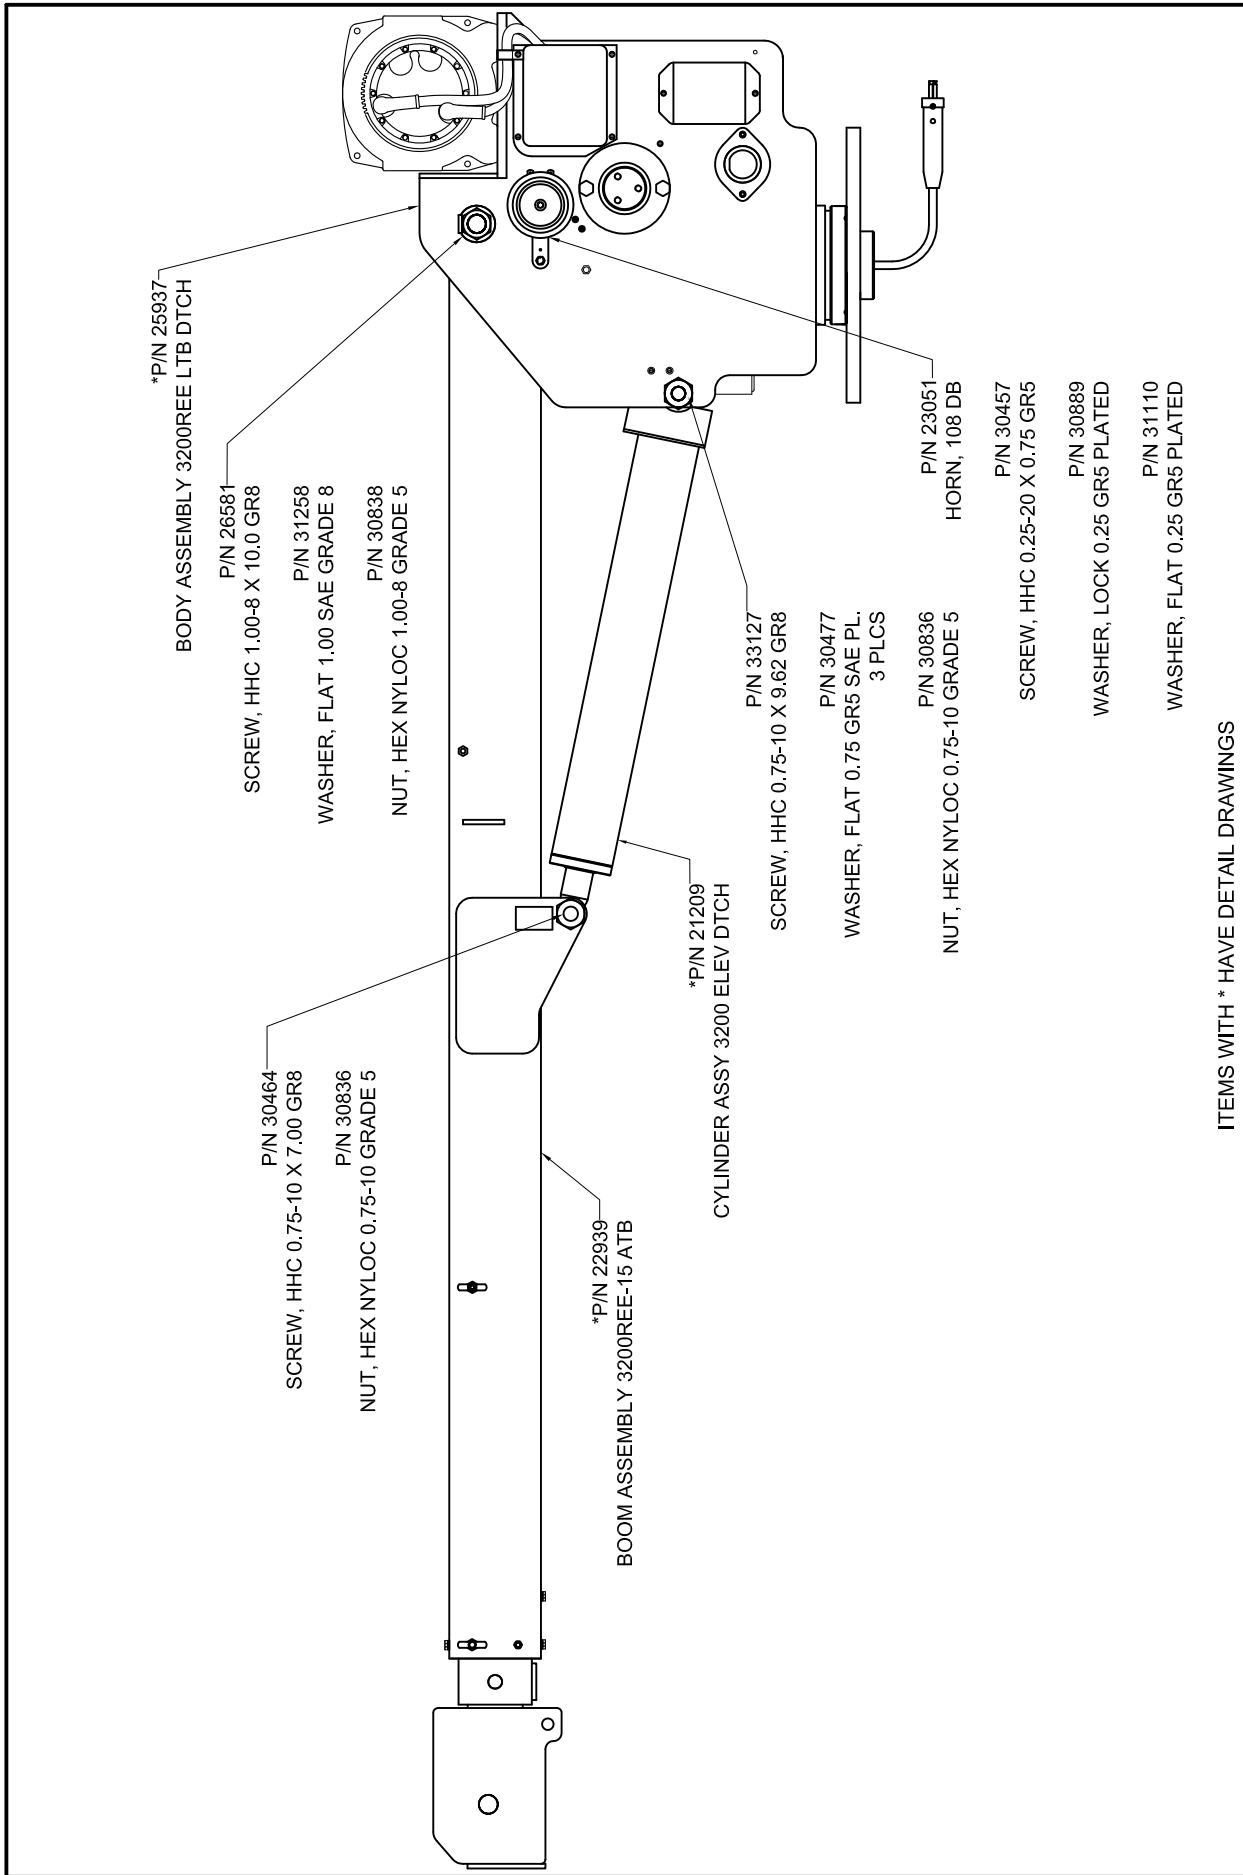 *P/N 25937
BODY ASSEMBLY 3200REE LTB DTCH
P/N 26581
SCREW, HHC 1.00-8 X 10.0 GR8
P/N 31258
WASHER, FLAT 1.00 SAE GRADE 8
P/N 30838
NUT, HEX NYLOC 1.00-8 GRADE 5
P/N 30464
SCREW, HHC 0.75-10 X 7.00 GR8
P/N 30836
NUT, HEX NYLOC 0.75-10 GRADE 5
*P/N 22939
BOOM ASSEMBLY 3200REE-15 ATB
*P/N 21209
CYLINDER ASSY 3200 ELEV DTCH
P/N 33127
SCREW, HHC 0.75-10 X 9.62 GR8
P/N 30477
WASHER, FLAT 0.75 GR5 SAE PL.
3 PLCS
P/N 30836
NUT, HEX NYLOC 0.75-10 GRADE 5
P/N 23051
HORN, 108 DB
P/N 30457
SCREW, HHC 0.25-20 X 0.75 GR5
P/N 30889
WASHER, LOCK 0.25 GR5 PLATED
P/N 31110
WASHER, FLAT 0.25 GR5 PLATED
ITEMS WITH * HAVE DETAIL DRAWINGS